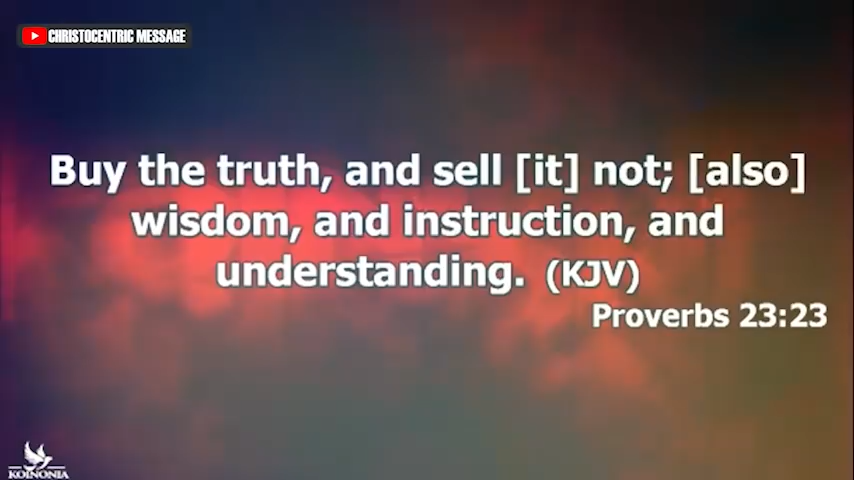 CHRISTOCENTRIC MESSAGE
Buy the truth, and sell [it] not; [also]
wisdom, and instruction, and
understanding. (KJV)
Proverbs 23:23
KOINONIA